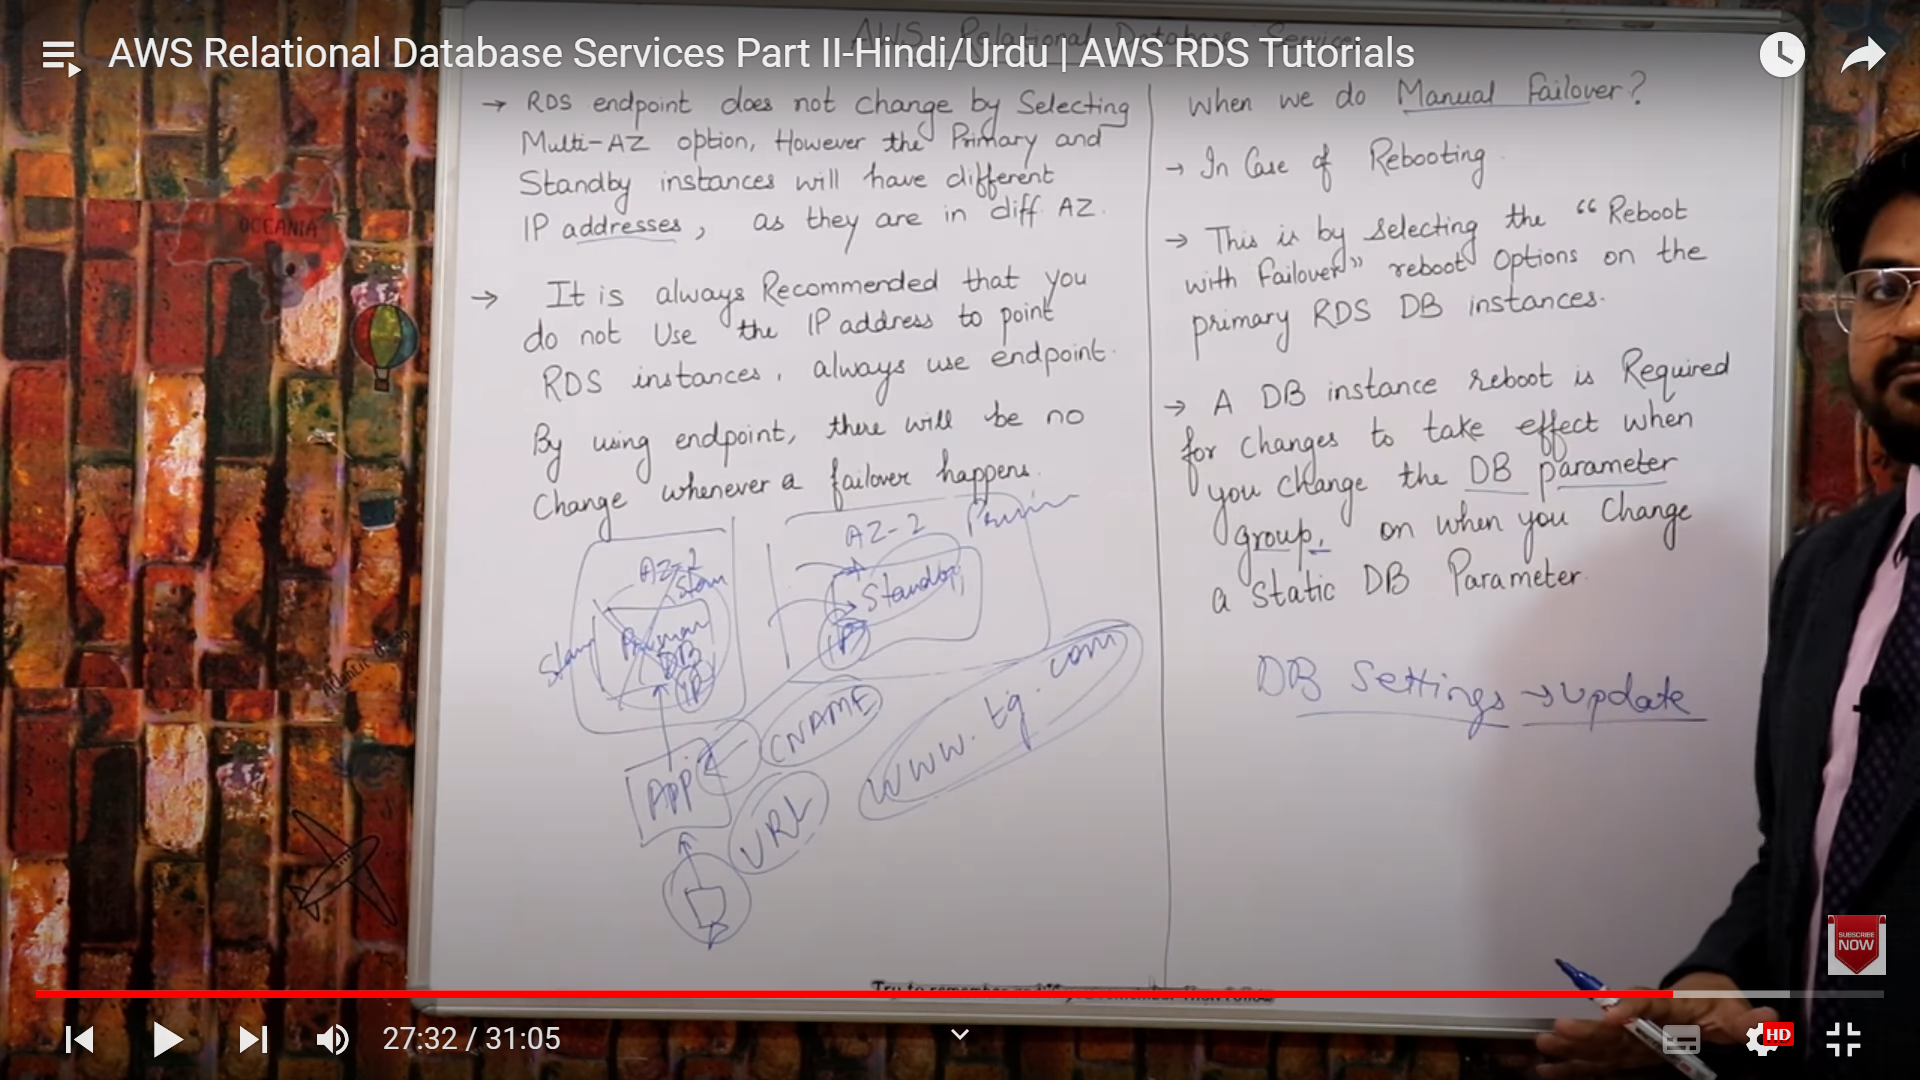 AWS Relational Database Services Part II-Hindi/Urdu | AWS RDS Tutorials
AWS Relational Database Service
→ RDS endpoint does not change by Selecting
Multi-AZ option, However the Primary and
Standby instances will have different
IP addresses, as they are in diff AZ.
→ It is always Recommended that you
do not Use the IP address to point
RDS instances, always use endpoint.
By using endpoint, there will be no
Change whenever a failover happens.
AZ-2
Stan
Stan
DB
IP
AZ-2
Standby
IP
App
CNAME
URL
www.tg.com
When we do Manual Failover?
→ In Case of Rebooting
→ This is by selecting the “Reboot
with Failover” reboot Options on the
primary RDS DB instances.
→ A DB instance reboot is Required
for changes to take effect when
you change the DB parameter
group, on when you Change
a Static DB Parameter.
DB Settings → Update
OCEANIA
SUBSCRIBE
NOW
27:32 / 31:05
HD